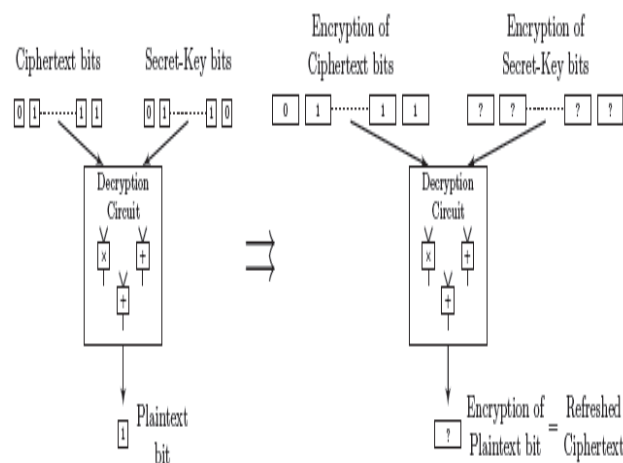 Ciphertext bits
Secret-Key bits
0 1 1 1
0 1 1 0
Decryption
Circuit
× +
+
1
Plaintext
bit
⇒
Encryption of
Ciphertext bits
Encryption of
Secret-Key bits
0 1 1 1
? ? ? ?
Decryption
Circuit
× +
+
?
Encryption of
Plaintext bit
=
Refreshed
Ciphertext